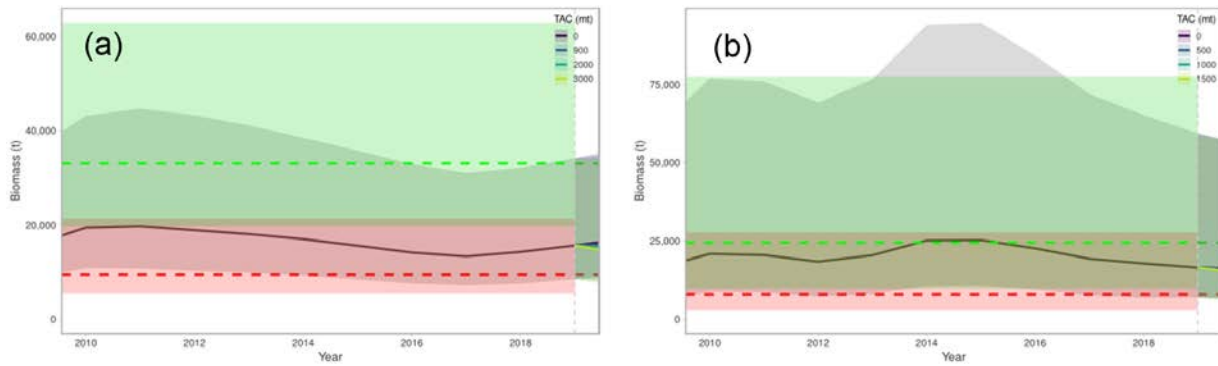 (a)
TAC (mt)
0
900
2000
3000
60,000
40,000
20,000
0
Biomass (t)
2010 2012 2014 2016 2018
Year
(b)
TAC (mt)
0
500
1000
1500
75,000
50,000
25,000
0
Biomass (t)
2010 2012 2014 2016 2018
Year